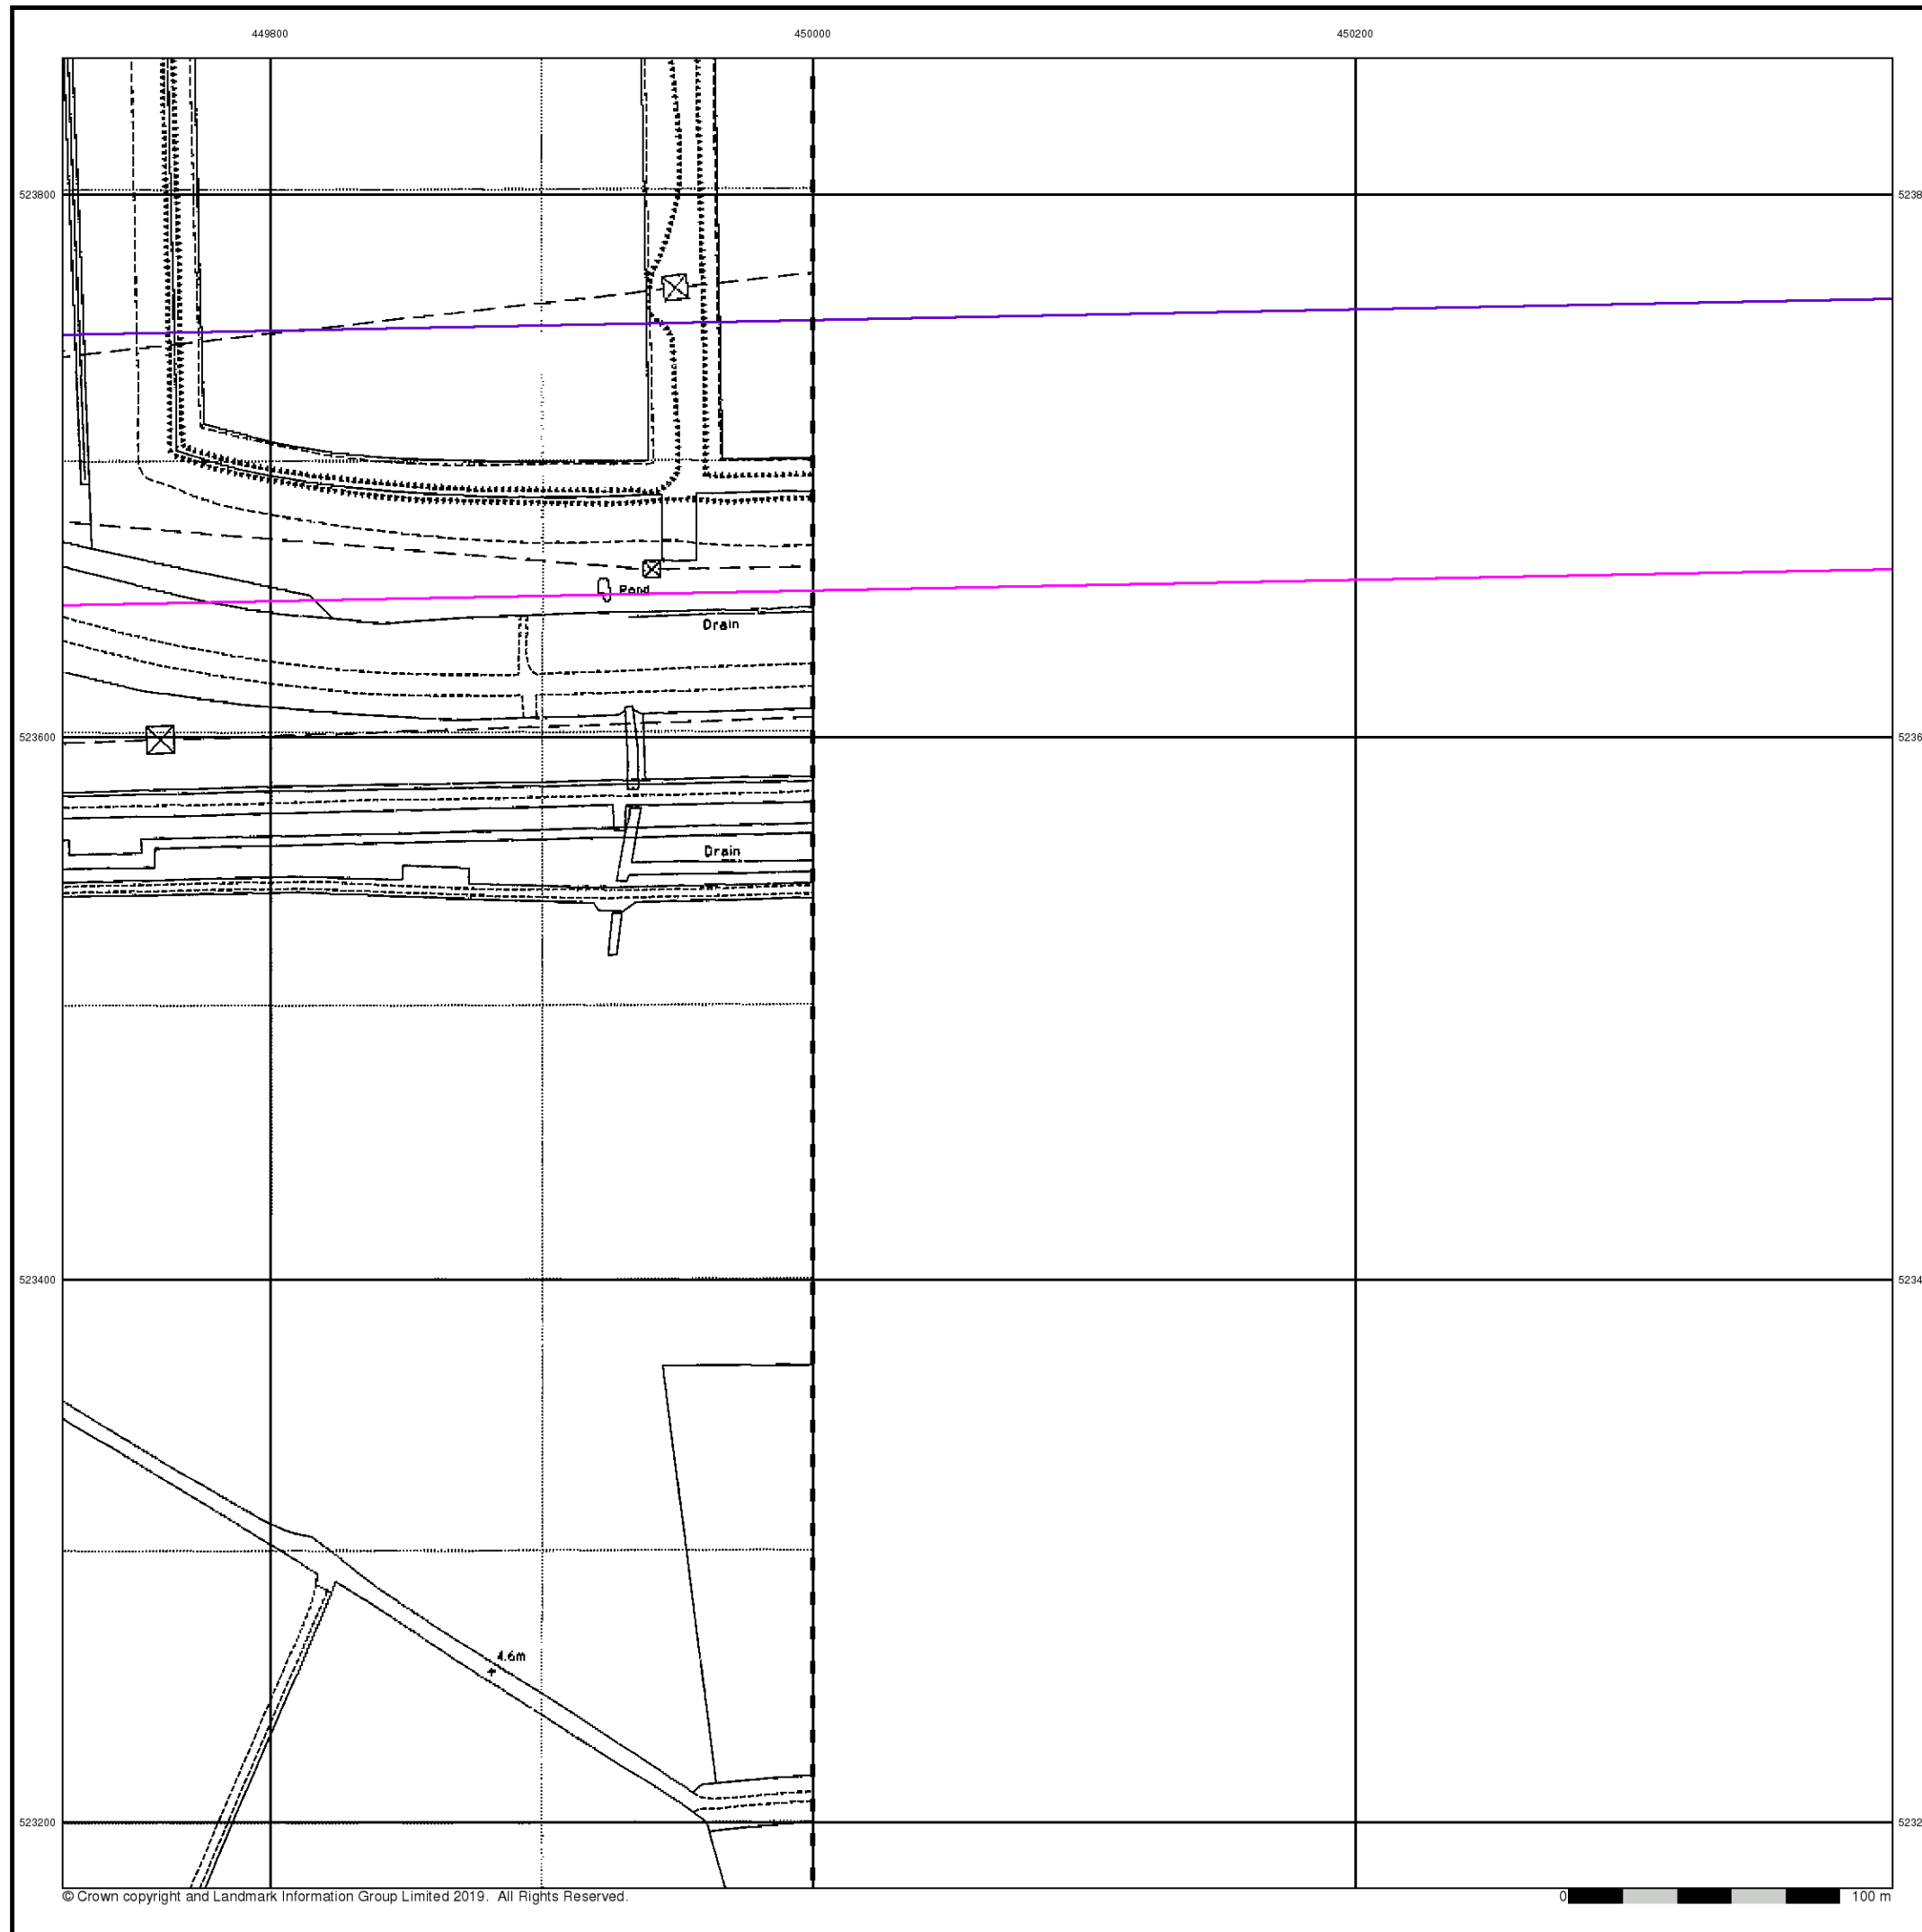 449800 450000 450200
523800 5238
Pond
Drain
523600 5236
Drain
523400 5234
4.6m
523200 5232
© Crown copyright and Landmark Information Group Limited 2019. All Rights Reserved. 0 100 m